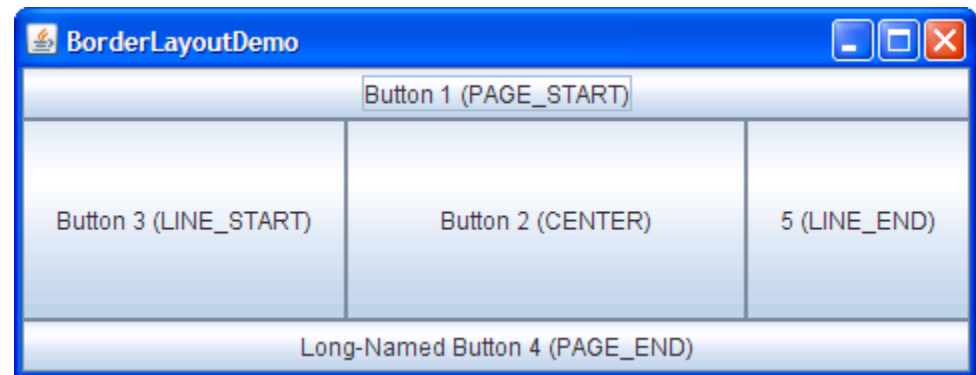 BorderLayoutDemo
Button 1 (PAGE_START)
Button 3 (LINE_START)
Button 2 (CENTER)
5 (LINE_END)
Long-Named Button 4 (PAGE_END)